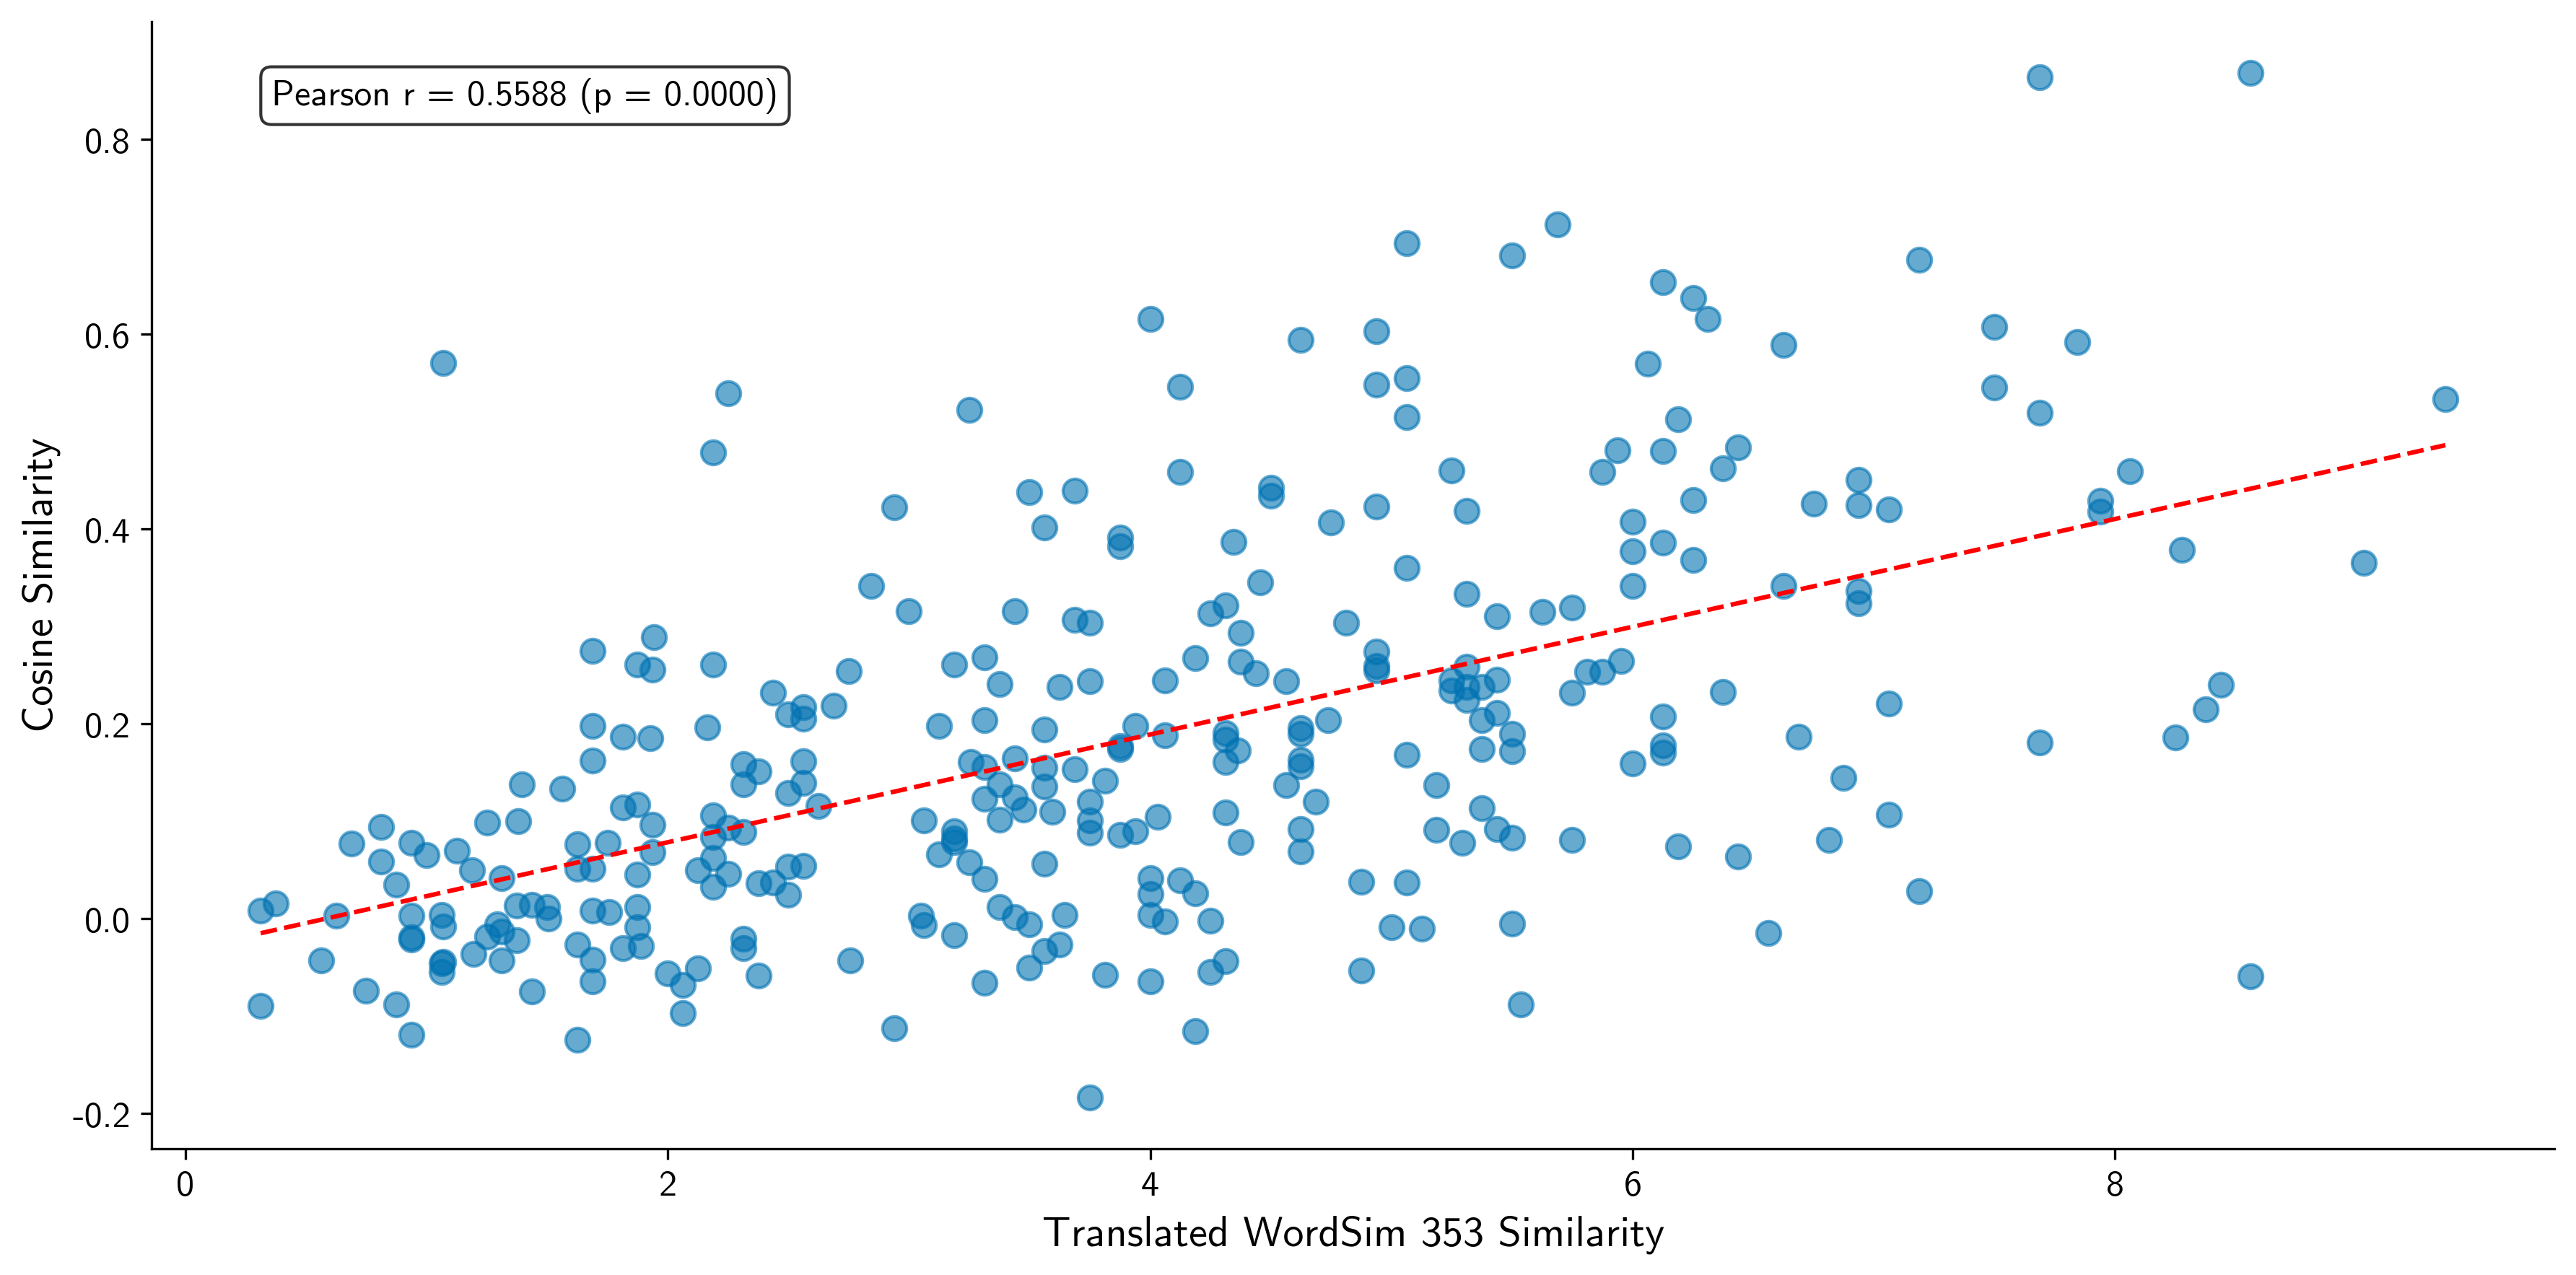 Pearson r = 0.5588 (p = 0.0000)
0.8
0.6
0.4
0.2
0.0
-0.2
Cosine Similarity
0 2 4 6 8
Translated WordSim 353 Similarity